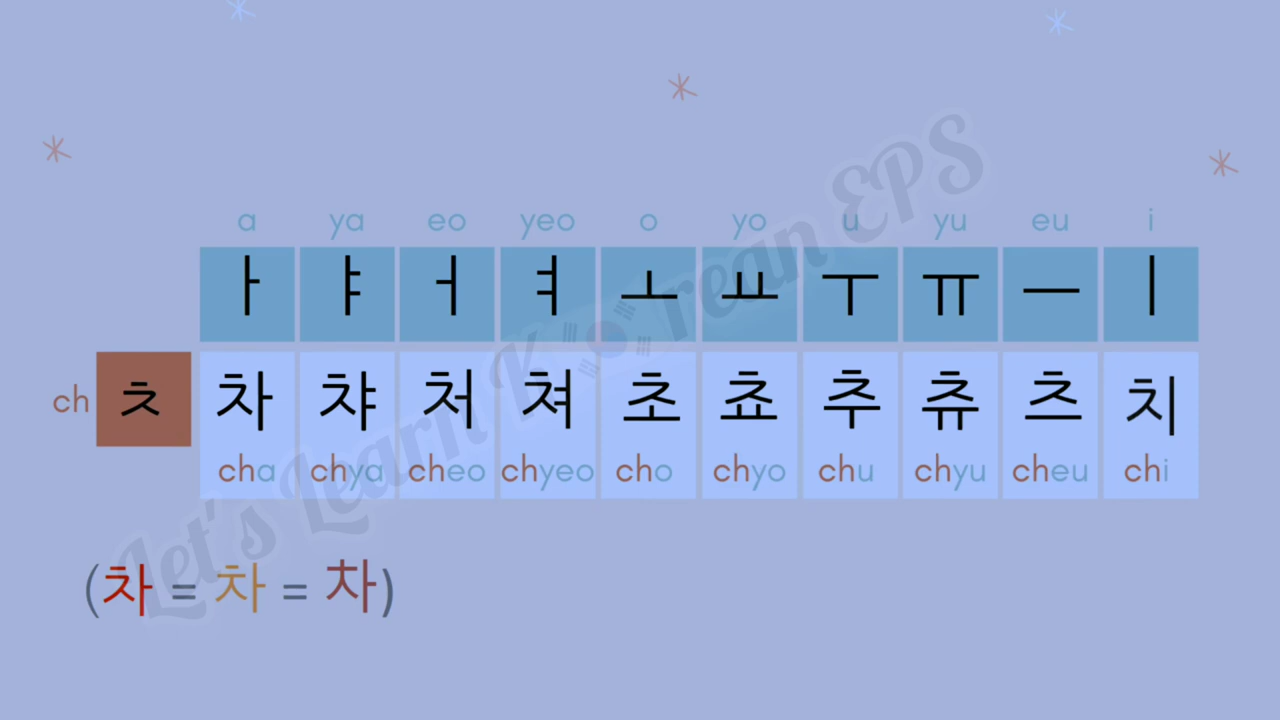 a ya eo yeo o yo u yu eu i
ㅏ ㅑ ㅓ ㅕ ㅗ ㅛ ㅜ ㅠ ㅡ ㅣ
ch ㅊ 차 챠 처 쳐 초 쵸 추 츄 츠 치
cha chya cheo chyeo cho chyo chu chyu cheu chi
(차 = 차 = 차)
Let's Learn Korean EPS